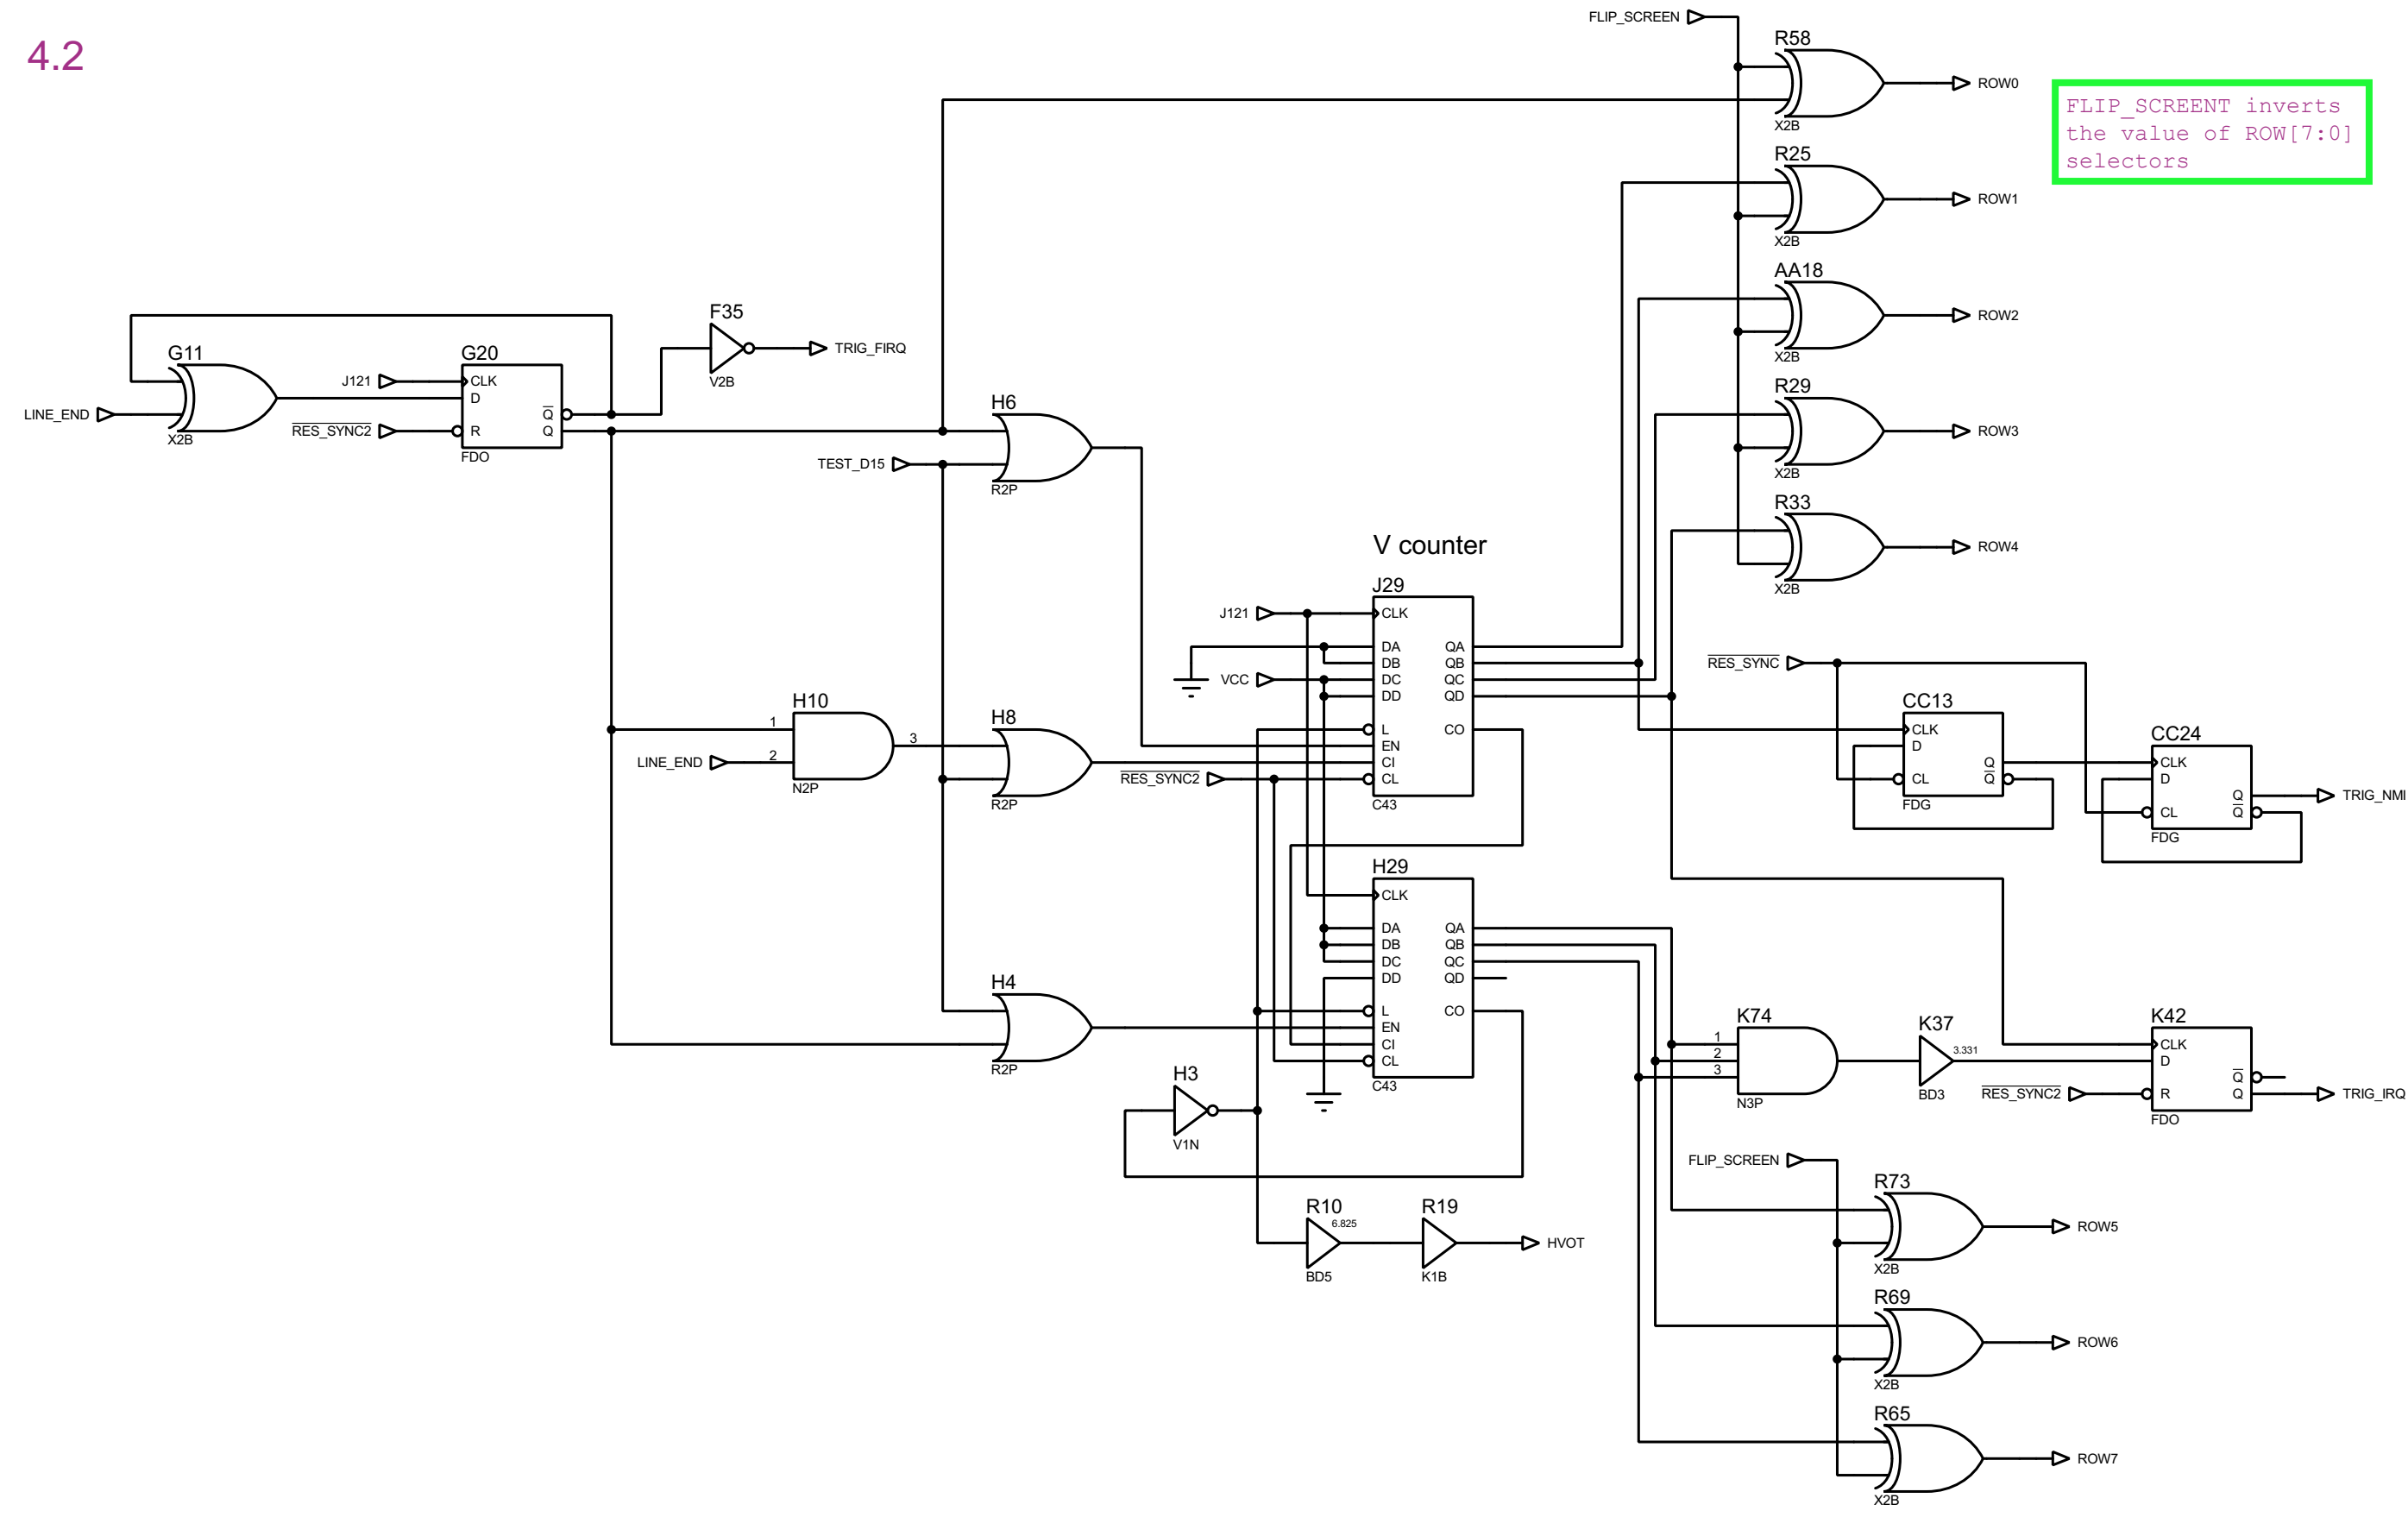 4.2
FLIP_SCREEN
R58
X2B
ROW0
FLIP_SCREENT inverts
the value of ROW[7:0]
selectors
R25
X2B
ROW1
AA18
X2B
ROW2
R29
X2B
ROW3
R33
X2B
ROW4
G11
X2B
LINE_END
J121
RES_SYNC2
G20
CLK
D
R
Q
Q
FDO
F35
V2B
TRIG_FIRQ
H6
R2P
TEST_D15
LINE_END
H10
1
2
3
N2P
H8
R2P
H4
R2P
V counter
J121
VCC
RES_SYNC2
J29
CLK
DA QA
DB QB
DC QC
DD QD
L CO
EN
CI
CL
C43
H29
CLK
DA QA
DB QB
DC QC
DD QD
L CO
EN
CI
CL
C43
H3
V1N
R10
6.825
BD5
R19
K1B
HVOT
RES_SYNC
CC13
CLK
D
Q
CL Q
FDG
CC24
CLK
D
Q
CL Q
FDG
TRIG_NMI
K74
1
2
3
N3P
K37
3.331
BD3
RES_SYNC2
K42
CLK
D
Q
R Q
FDO
TRIG_IRQ
FLIP_SCREEN
R73
X2B
ROW5
R69
X2B
ROW6
R65
X2B
ROW7